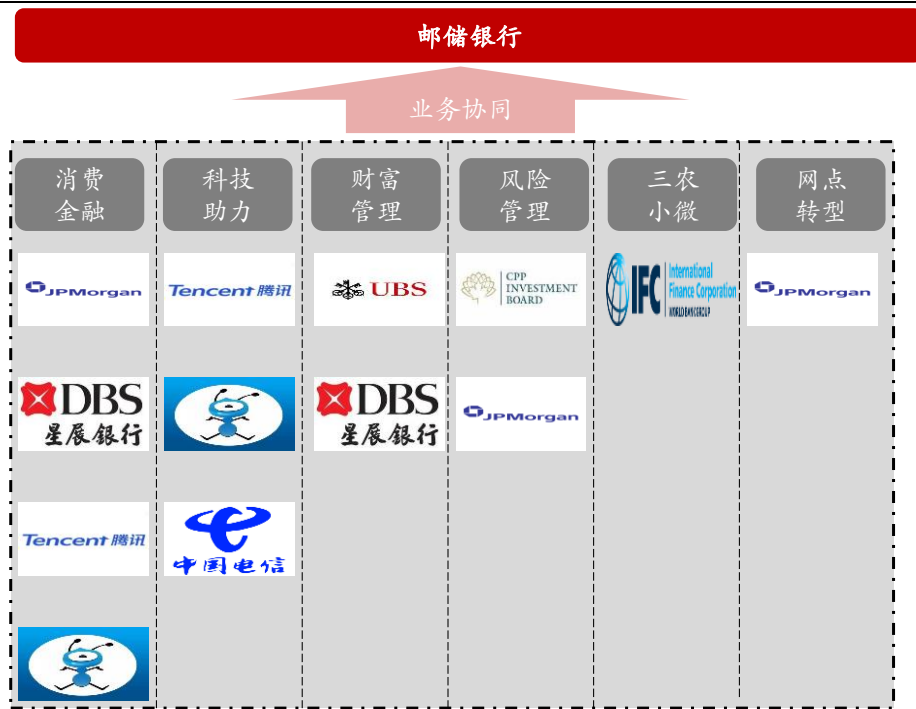 邮储银行
业务协同
消费
金融
科技
助力
财富
管理
风险
管理
三农
小微
网点
转型
JPMorgan
Tencent 腾讯
UBS
CPP
INVESTMENT
BOARD
IFC
International
Finance Corporation
WORLD BANK GROUP
JPMorgan
DBS
星展银行
DBS
星展银行
JPMorgan
Tencent 腾讯
中国电信